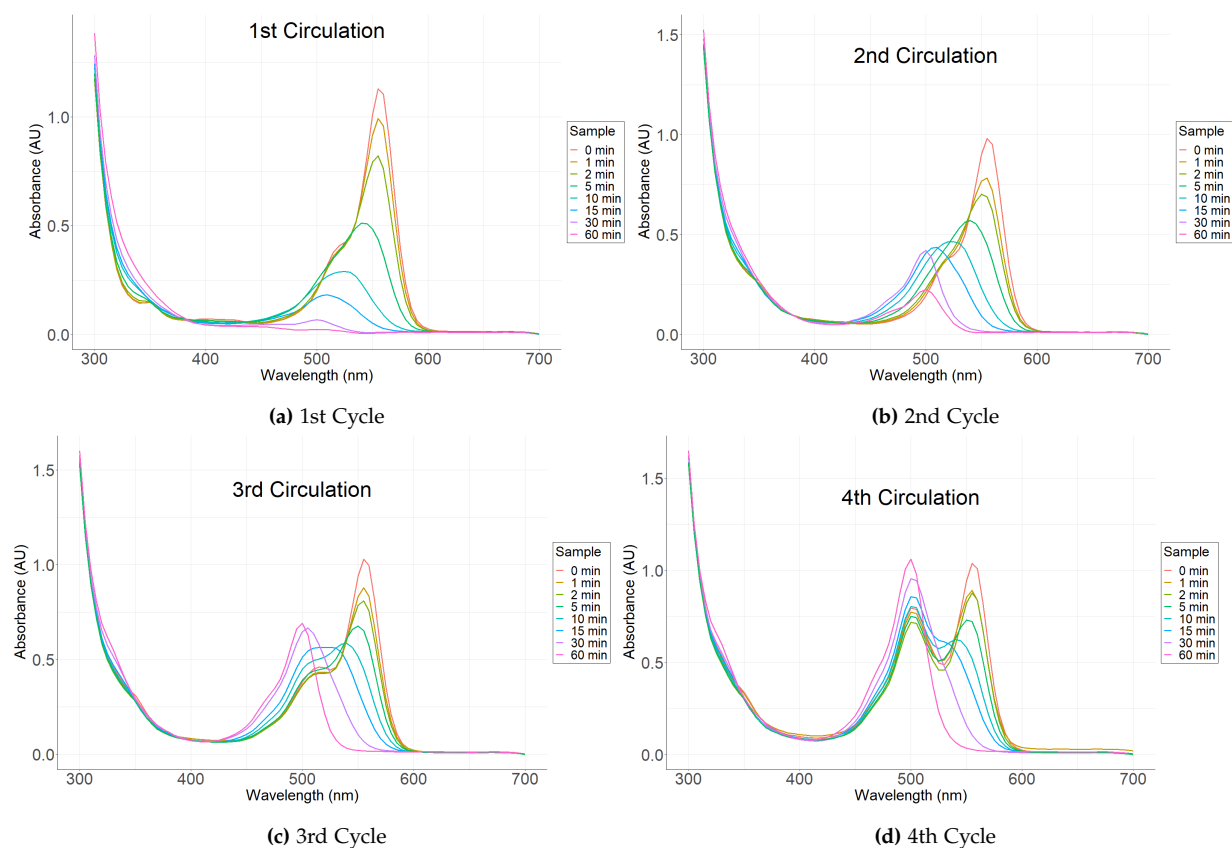 1st Circulation
Absorbance (AU)
1.0
0.5
0.0
300 400 500 600 700
Wavelength (nm)
Sample
0 min
1 min
2 min
5 min
10 min
15 min
30 min
60 min
(a) 1st Cycle
2nd Circulation
Absorbance (AU)
1.5
1.0
0.5
0.0
300 400 500 600 700
Wavelength (nm)
Sample
0 min
1 min
2 min
5 min
10 min
15 min
30 min
60 min
(b) 2nd Cycle
3rd Circulation
Absorbance (AU)
1.5
1.0
0.5
0.0
300 400 500 600 700
Wavelength (nm)
Sample
0 min
1 min
2 min
5 min
10 min
15 min
30 min
60 min
(c) 3rd Cycle
4th Circulation
Absorbance (AU)
1.5
1.0
0.5
0.0
300 400 500 600 700
Wavelength (nm)
Sample
0 min
1 min
2 min
5 min
10 min
15 min
30 min
60 min
(d) 4th Cycle